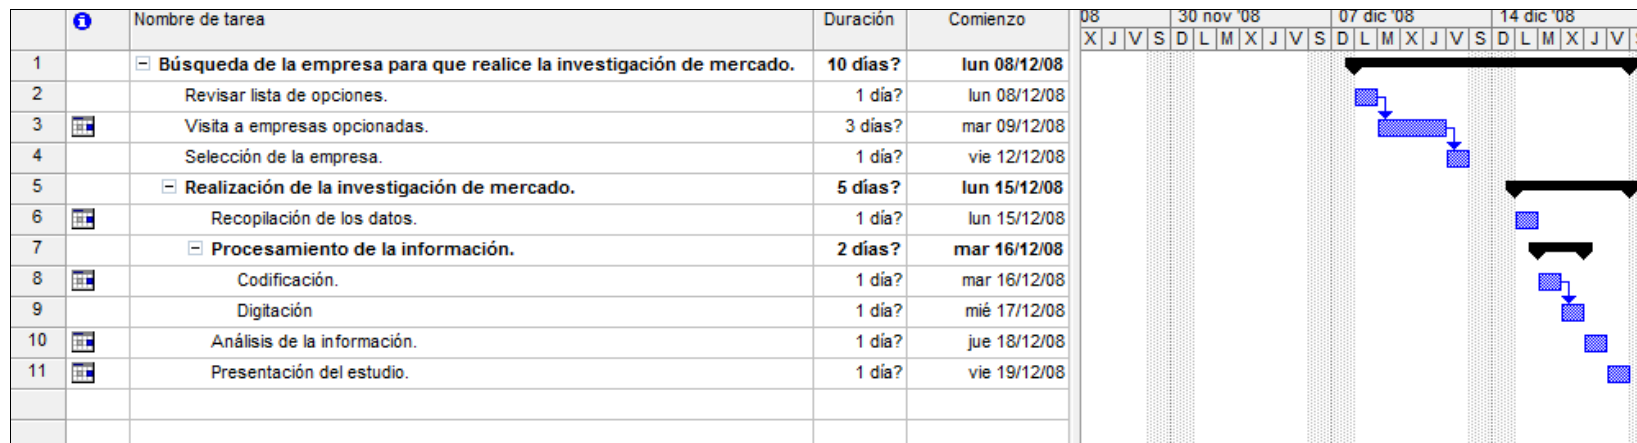 Nombre de tarea Duración Comienzo 08 30 nov '08 07 dic '08 14 dic '08
X J V S D L M X J V S D L M X J V S D L M X J V S
1 Búsqueda de la empresa para que realice la investigación de mercado. 10 días? lun 08/12/08
2 Revisar lista de opciones. 1 día? lun 08/12/08
3 Visita a empresas opcionadas. 3 días? mar 09/12/08
4 Selección de la empresa. 1 día? vie 12/12/08
5 Realización de la investigación de mercado. 5 días? lun 15/12/08
6 Recopilación de los datos. 1 día? lun 15/12/08
7 Procesamiento de la información. 2 días? mar 16/12/08
8 Codificación. 1 día? mar 16/12/08
9 Digitación 1 día? mié 17/12/08
10 Análisis de la información. 1 día? jue 18/12/08
11 Presentación del estudio. 1 día? vie 19/12/08